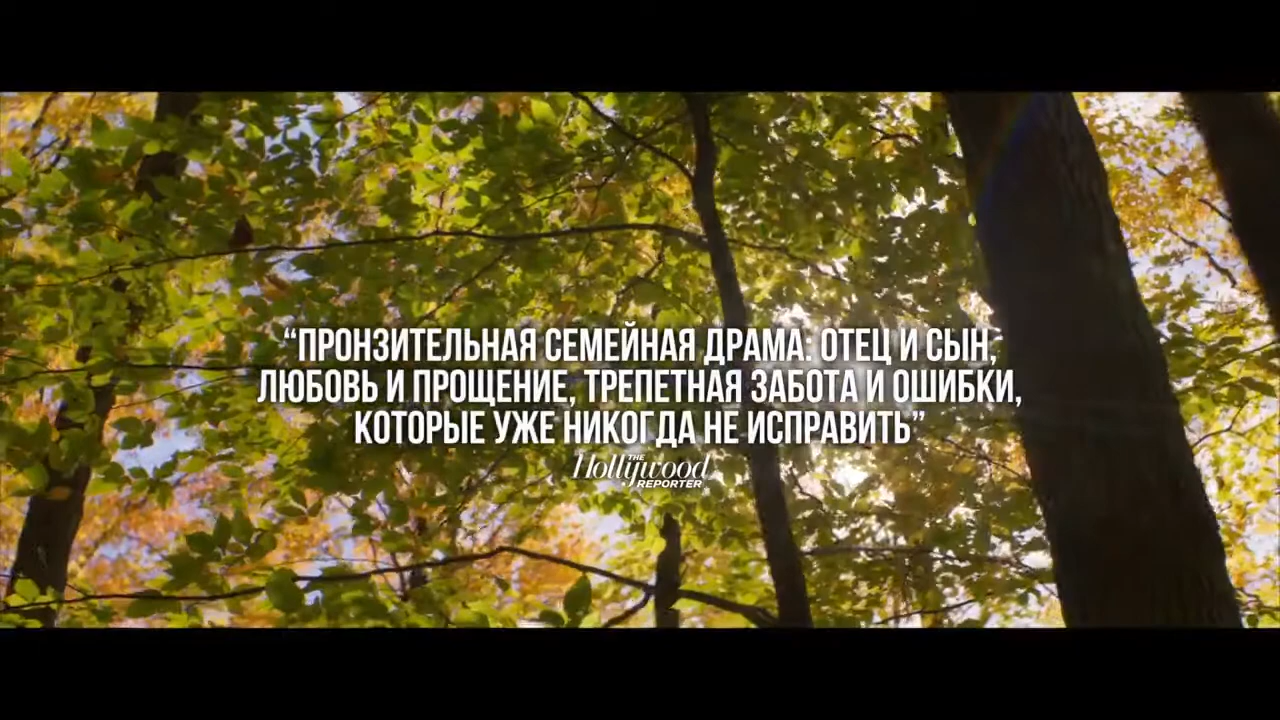 “ПРОНЗИТЕЛЬНАЯ СЕМЕЙНАЯ ДРАМА: ОТЕЦ И СЫН,
ЛЮБОВЬ И ПРОЩЕНИЕ, ТРЕПЕТНАЯ ЗАБОТА И ОШИБКИ,
КОТОРЫЕ УЖЕ НИКОГДА НЕ ИСПРАВИТЬ”
THE
Hollywood
REPORTER